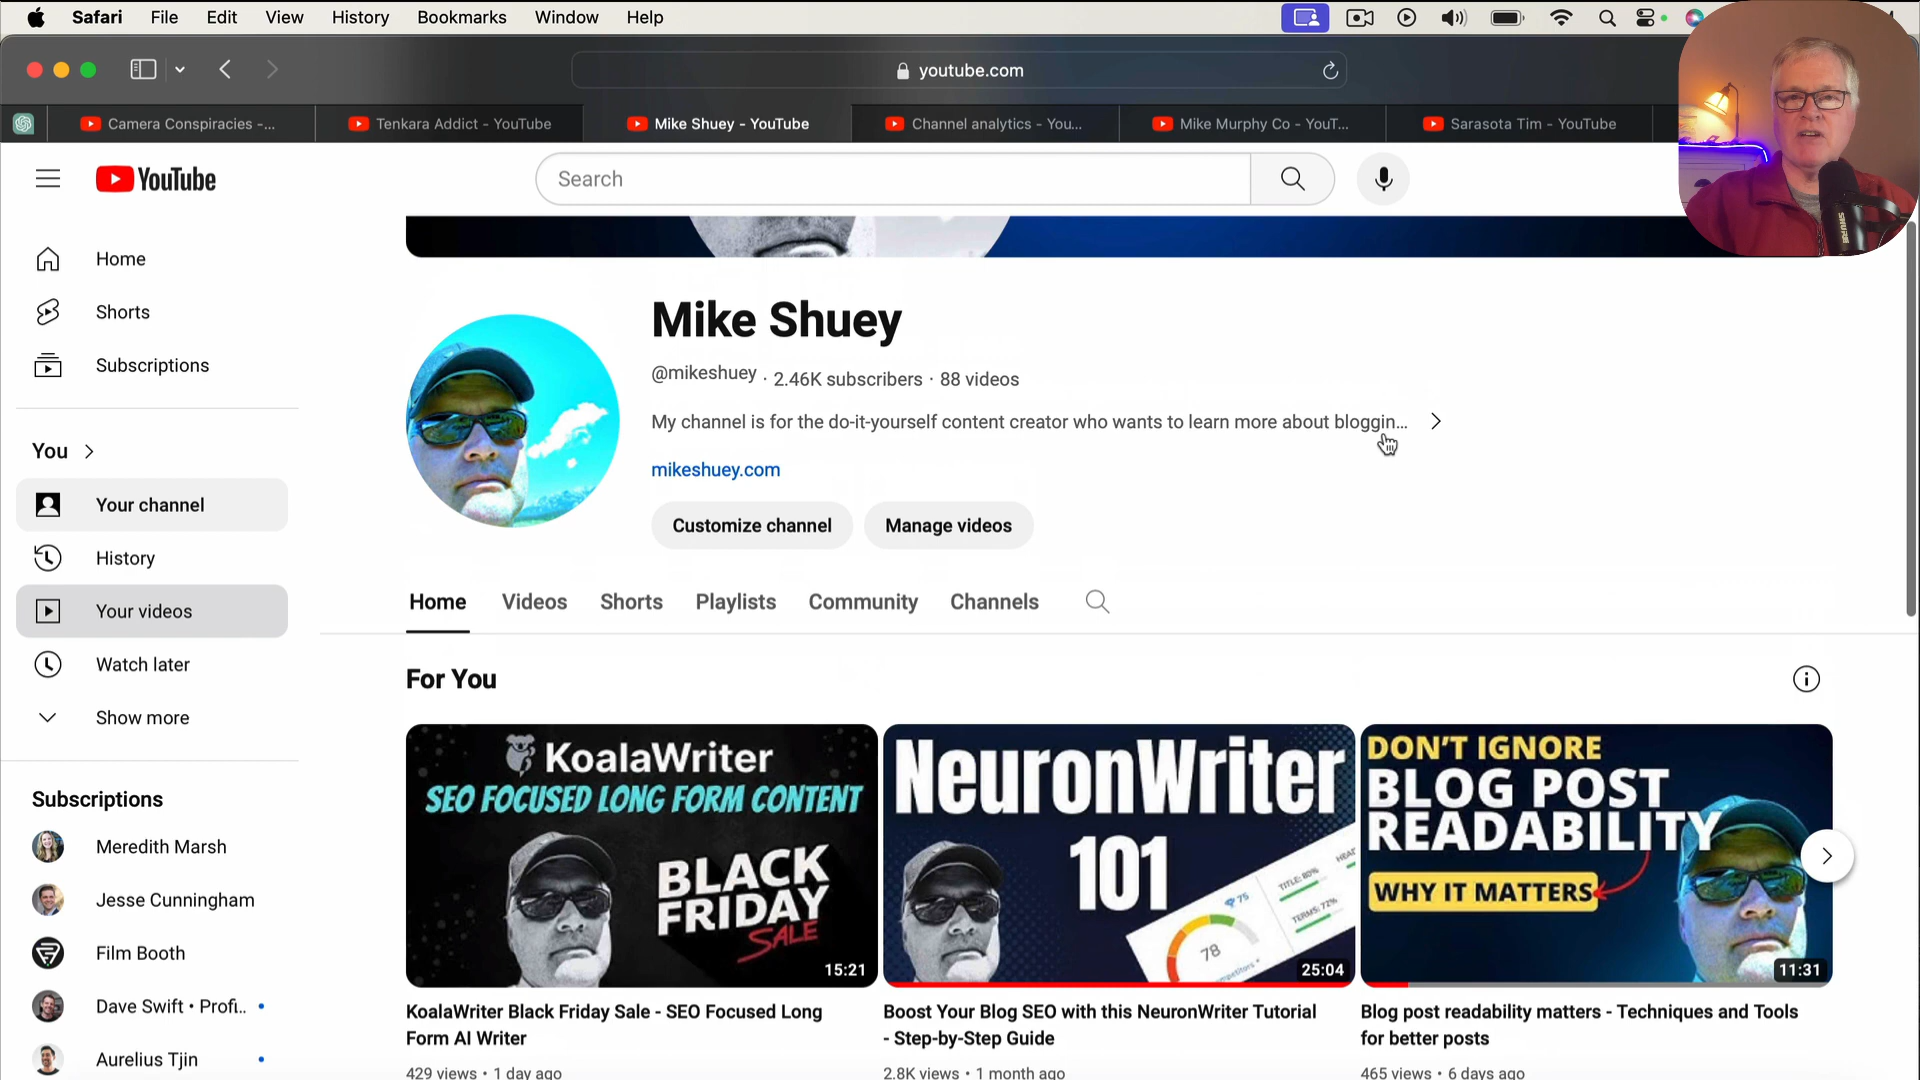 Safari File Edit View History Bookmarks Window Help
youtube.com
Camera Conspiracies -...
Tenkara Addict - YouTube
Mike Shuey - YouTube
Channel analytics - You...
Mike Murphy Co - YouT...
Sarasota Tim - YouTube
YouTube
Search
Home
Shorts
Subscriptions
You
Your channel
History
Your videos
Watch later
Show more
Subscriptions
Meredith Marsh
Jesse Cunningham
Film Booth
Dave Swift • Profi..
Aurelius Tjin
Mike Shuey
@mikeshuey · 2.46K subscribers · 88 videos
My channel is for the do-it-yourself content creator who wants to learn more about bloggin...
mikeshuey.com
Customize channel
Manage videos
Home Videos Shorts Playlists Community Channels
For You
KoalaWriter
SEO FOCUSED LONG FORM CONTENT
BLACK
FRIDAY
SALE
15:21
KoalaWriter Black Friday Sale - SEO Focused Long
Form AI Writer
429 views • 1 day ago
NeuronWriter
101
75
TITLE: 80%
TERMS: 72%
78
25:04
Boost Your Blog SEO with this NeuronWriter Tutorial
- Step-by-Step Guide
2.8K views • 1 month ago
DON'T IGNORE
BLOG POST
READABILITY
WHY IT MATTERS
11:31
Blog post readability matters - Techniques and Tools
for better posts
465 views • 6 days ago
SHURE